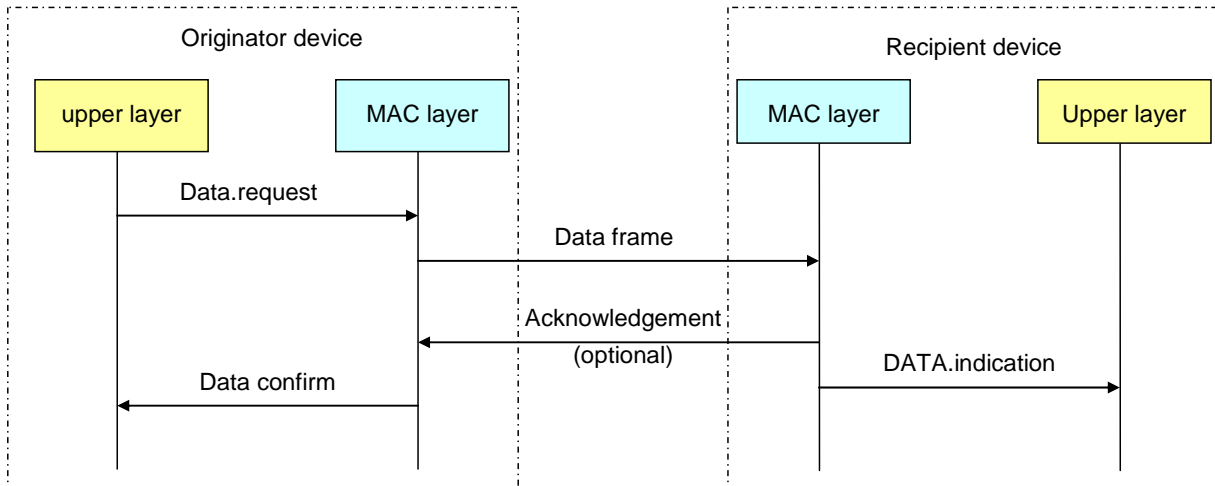 Originator device
Recipient device
upper layer
MAC layer
MAC layer
Upper layer
Data.request
Data frame
Acknowledgement
(optional)
DATA.indication
Data confirm